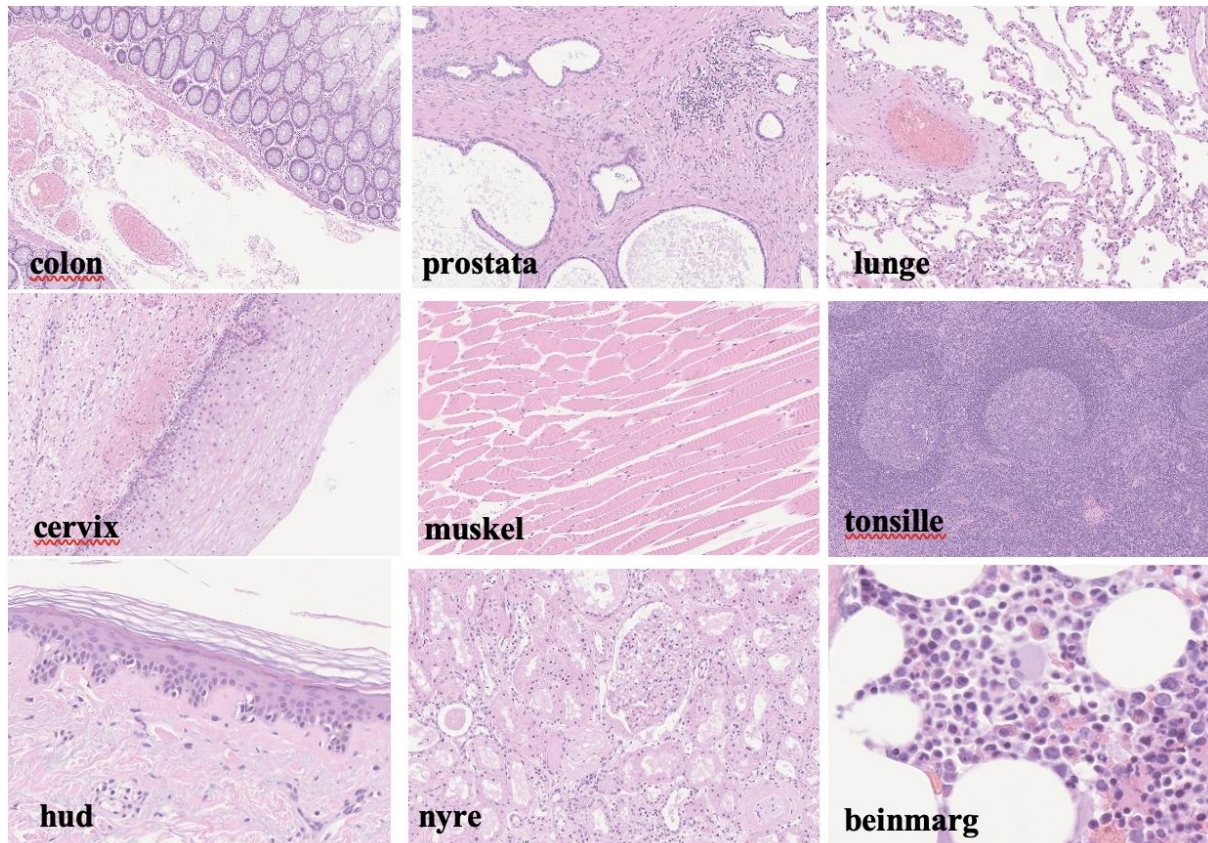 colon
prostata
lunge
cervix
muskel
tonsille
hud
nyre
beinmarg